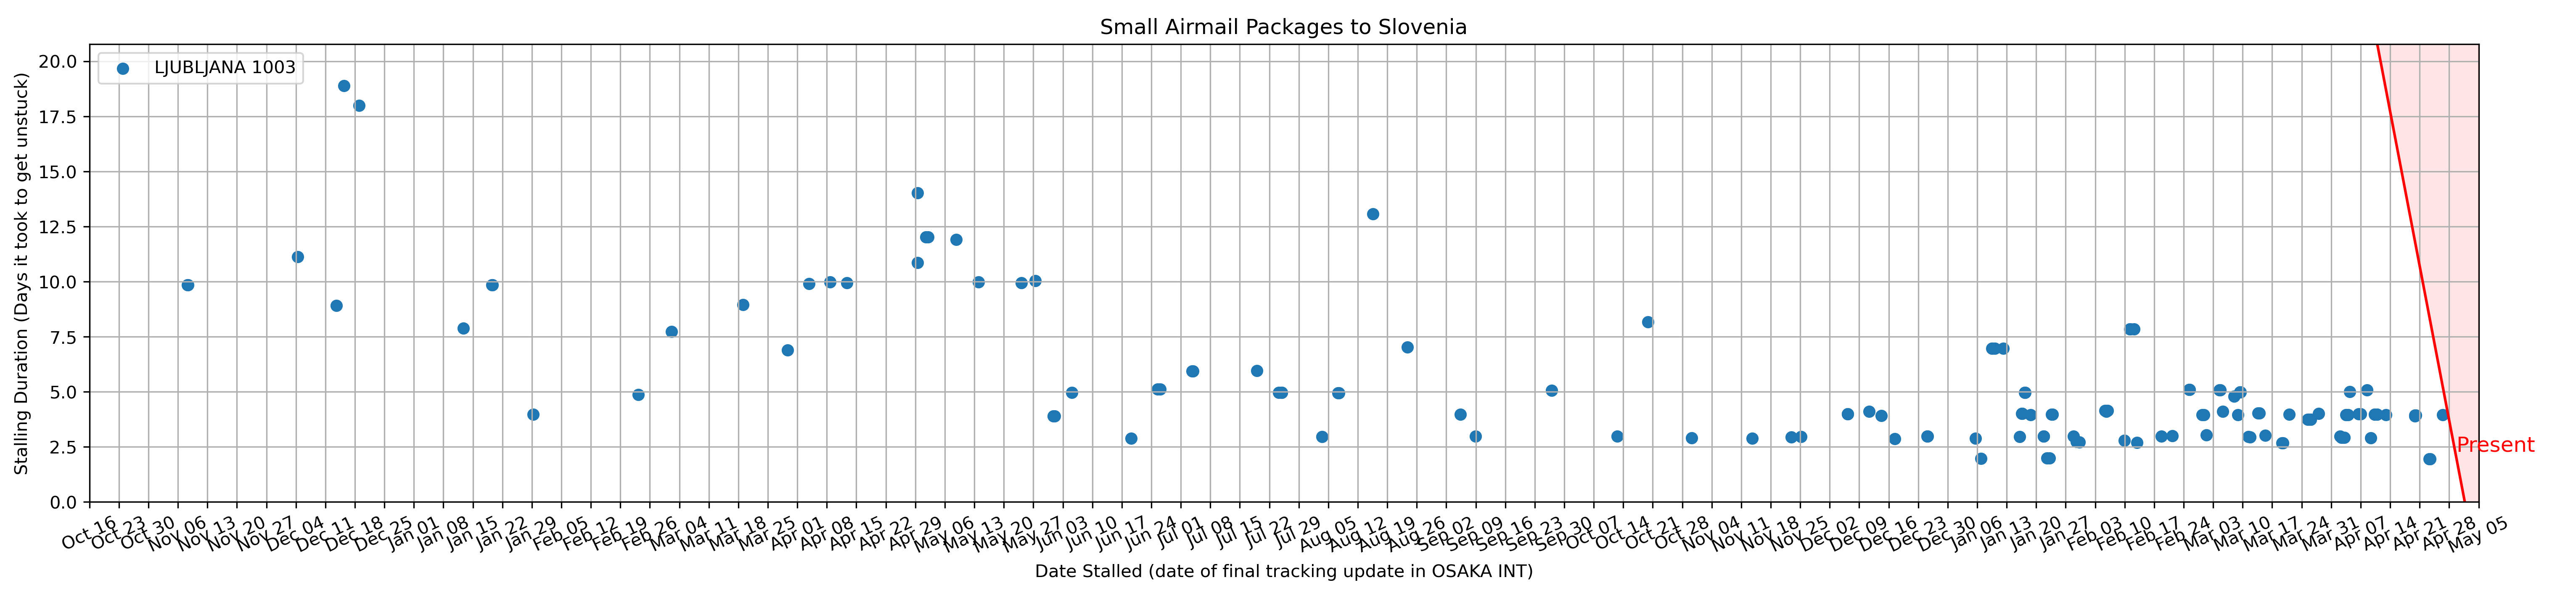 Small Airmail Packages to Slovenia
LJUBLJANA 1003
Stalling Duration (Days it took to get unstuck)
20.0
17.5
15.0
12.5
10.0
7.5
5.0
2.5
0.0
Present
Oct 16 Oct 23 Oct 30 Nov 06 Nov 13 Nov 20 Nov 27 Dec 04 Dec 11 Dec 18 Dec 25 Jan 01 Jan 08 Jan 15 Jan 22 Jan 29 Feb 05 Feb 12 Feb 19 Feb 26 Mar 04 Mar 11 Mar 18 Mar 25 Apr 01 Apr 08 Apr 15 Apr 22 Apr 29 May 06 May 13 May 20 May 27 Jun 03 Jun 10 Jun 17 Jun 24 Jul 01 Jul 08 Jul 15 Jul 22 Jul 29 Aug 05 Aug 12 Aug 19 Aug 26 Sep 02 Sep 09 Sep 16 Sep 23 Sep 30 Oct 07 Oct 14 Oct 21 Oct 28 Nov 04 Nov 11 Nov 18 Nov 25 Dec 02 Dec 09 Dec 16 Dec 23 Dec 30 Jan 06 Jan 13 Jan 20 Jan 27 Feb 03 Feb 10 Feb 17 Feb 24 Mar 03 Mar 10 Mar 17 Mar 24 Mar 31 Apr 07 Apr 14 Apr 21 Apr 28 May 05
Date Stalled (date of final tracking update in OSAKA INT)